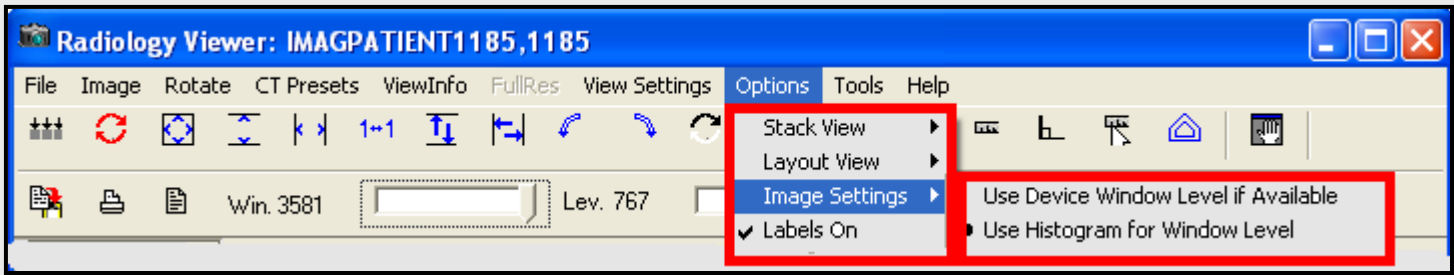 Radiology Viewer: IMAGPATIENT1185,1185
File Image Rotate CT Presets ViewInfo FullRes View Settings Options Tools Help
1↔1
Stack View
Layout View
Win. 3581 Lev. 767 Image Settings Use Device Window Level if Available
✓ Labels On Use Histogram for Window Level